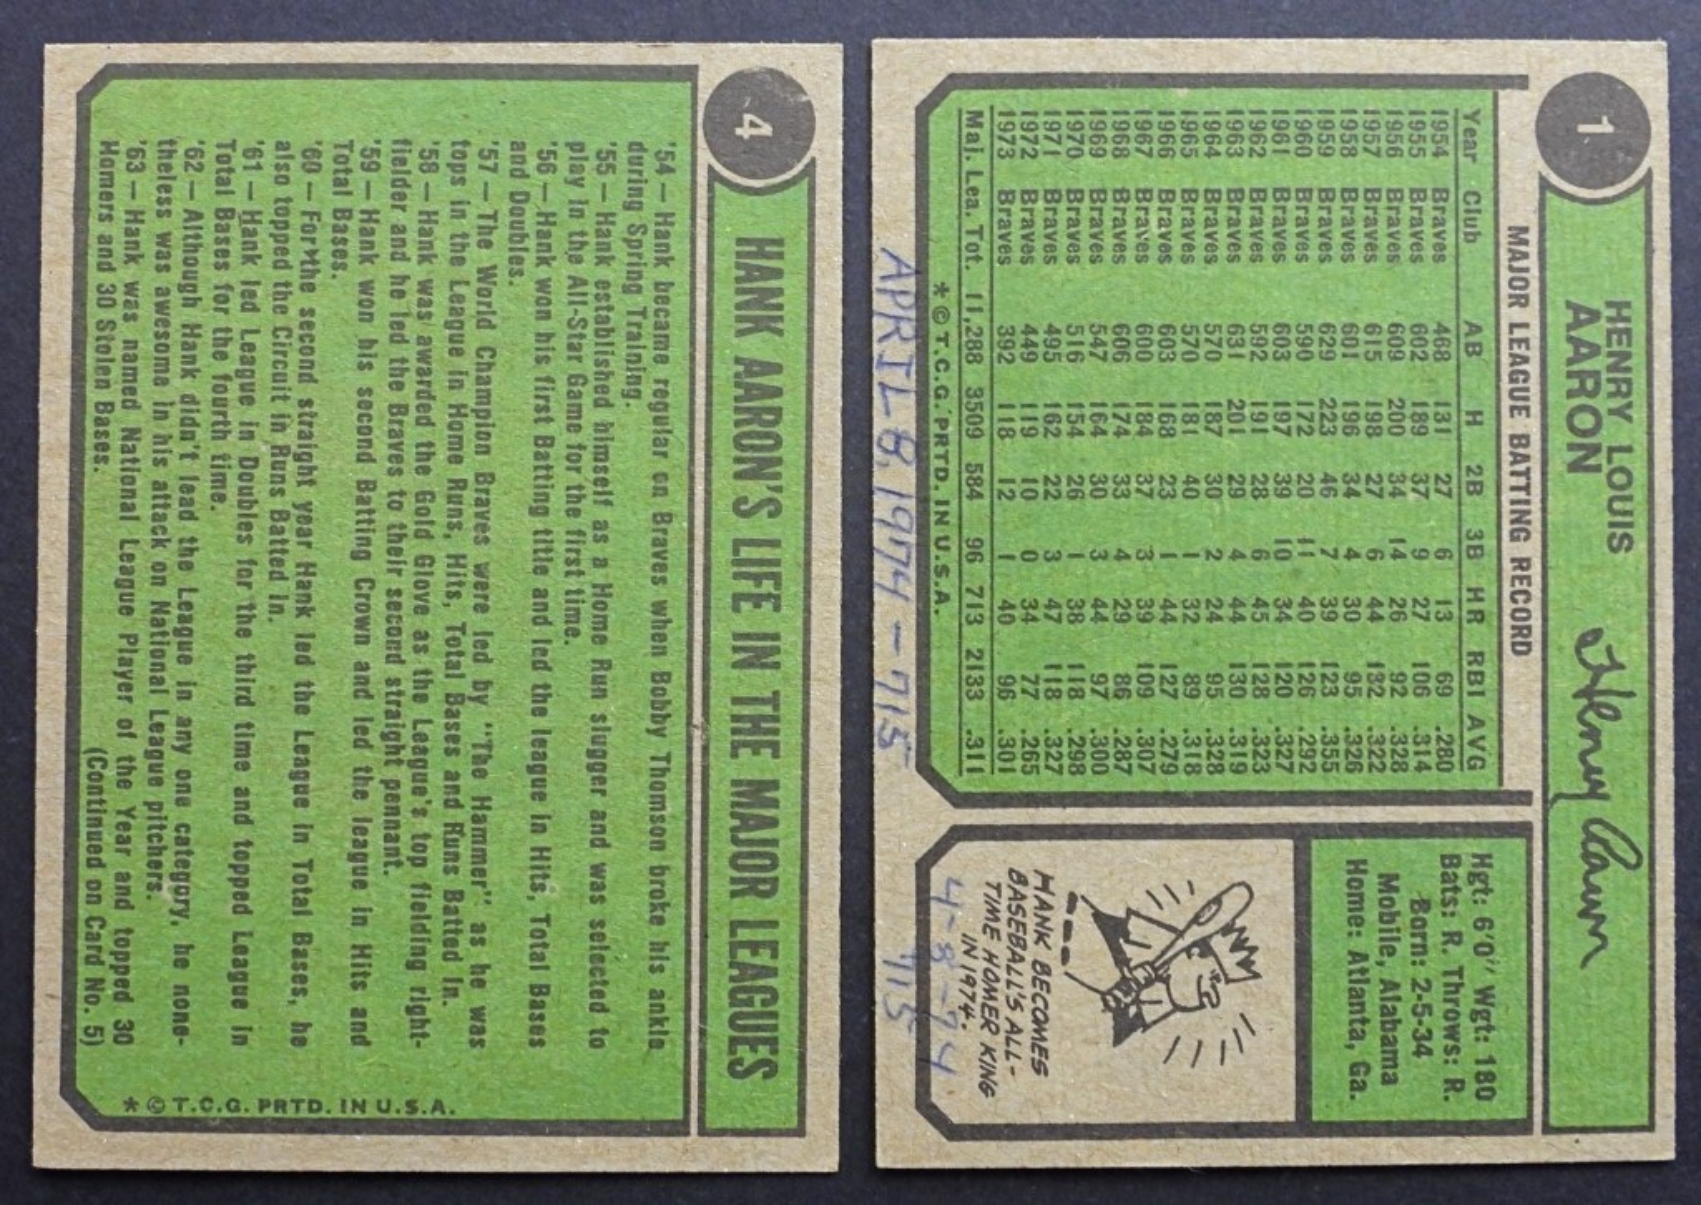 1
HENRY LOUIS
AARON
Henry Aaron
MAJOR LEAGUE BATTING RECORD
Year Club AB H 2B 3B HR RBI AVG
1954 Braves 468 131 27 6 13 69 .280
1955 Braves 602 189 37 9 27 106 .314
1956 Braves 609 200 34 14 26 92 .328
1957 Braves 615 198 27 6 44 132 .322
1958 Braves 601 196 34 4 30 95 .326
1959 Braves 629 223 46 7 39 123 .355
1960 Braves 590 172 20 11 40 126 .292
1961 Braves 603 197 39 10 34 120 .327
1962 Braves 592 191 28 6 45 128 .323
1963 Braves 631 201 29 4 44 130 .319
1964 Braves 570 187 30 2 24 95 .328
1965 Braves 570 181 40 1 32 89 .318
1966 Braves 603 168 23 1 44 127 .279
1967 Braves 600 184 37 3 39 109 .307
1968 Braves 606 174 33 4 29 86 .287
1969 Braves 547 164 30 3 44 97 .300
1970 Braves 516 154 26 1 38 118 .298
1971 Braves 495 162 22 3 47 118 .327
1972 Braves 449 119 10 0 34 77 .265
1973 Braves 392 118 12 1 40 96 .301
Maj. Lea. Tot. 11,288 3509 584 96 713 2133 .311
* © T.C.G. PRTD. IN U.S.A.
APRIL 8, 1974 - 715
Hgt: 6'0" Wgt: 180
Bats: R. Throws: R.
Born: 2-5-34
Mobile, Alabama
Home: Atlanta, Ga.
HANK BECOMES
BASEBALL'S ALL-
TIME HOMER KING
IN 1974.
4-8-74
715
4
HANK AARON'S LIFE IN THE MAJOR LEAGUES
'54 — Hank became regular on Braves when Bobby Thomson broke his ankle
during Spring Training.
'55 — Hank established himself as a Home Run slugger and was selected to
play in the All-Star Game for the first time.
'56 — Hank won his first Batting title and led the league in Hits, Total Bases
and Doubles.
'57 — The World Champion Braves were led by "The Hammer" as he was
tops in the League in Home Runs, Hits, Total Bases and Runs Batted In.
'58 — Hank was awarded the Gold Glove as the League's top fielding right-
fielder and he led the Braves to their second straight pennant.
'59 — Hank won his second Batting Crown and led the league in Hits and
Total Bases.
'60 — For the second straight year Hank led the League in Total Bases, he
also topped the Circuit in Runs Batted in.
'61 — Hank led League in Doubles for the third time and topped League in
Total Bases for the fourth time.
'62 — Although Hank didn't lead the League in any one category, he none-
theless was awesome in his attack on National League pitchers.
'63 — Hank was named National League Player of the Year and topped 30
Homers and 30 Stolen Bases.
(Continued on Card No. 5)
* © T.C.G. PRTD. IN U.S.A.